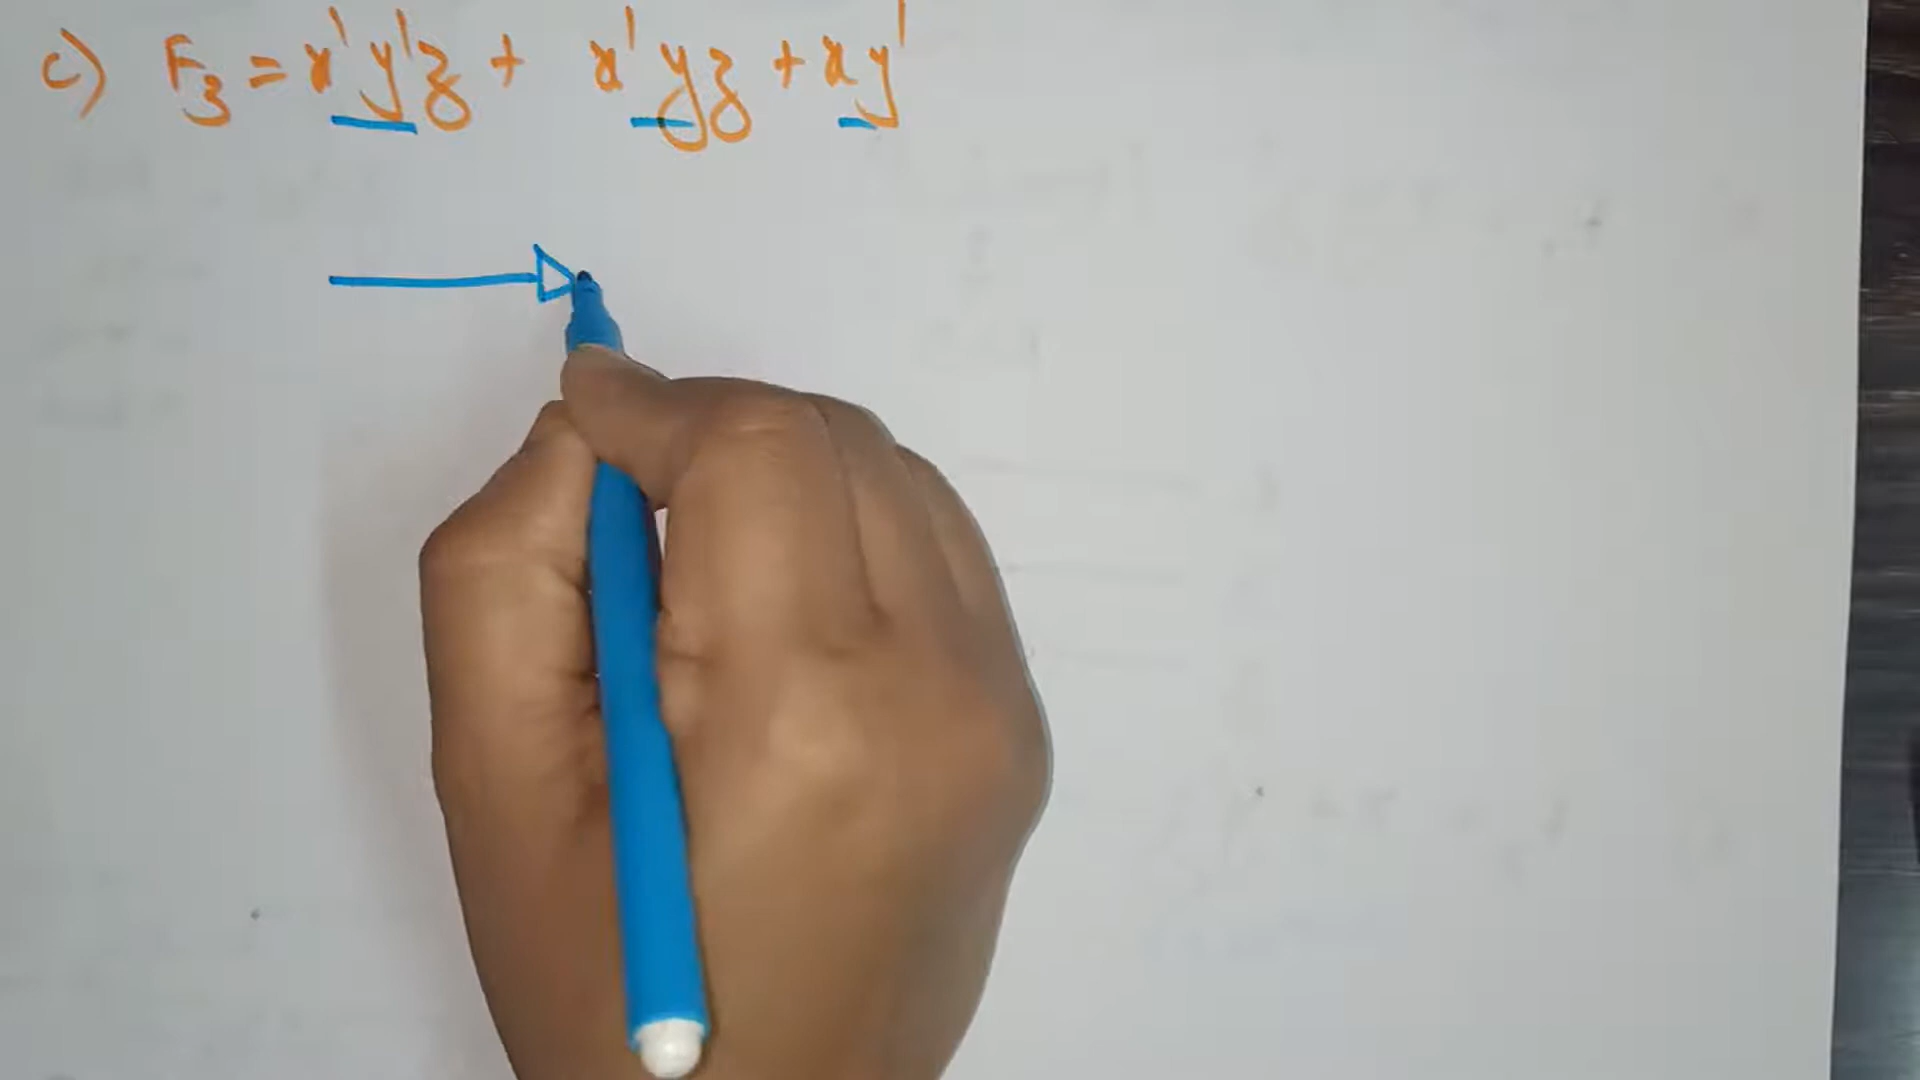 c) F3 = x'y'z + x'yz + xy'